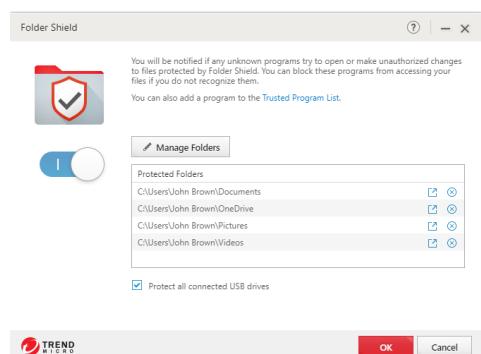 Folder Shield
?
You will be notified if any unknown programs try to open or make unauthorized changes
to files protected by Folder Shield. You can block these programs from accessing your
files if you do not recognize them.
You can also add a program to the Trusted Program List.
Manage Folders
Protected Folders
C:\Users\John Brown\Documents
C:\Users\John Brown\OneDrive
C:\Users\John Brown\Pictures
C:\Users\John Brown\Videos
Protect all connected USB drives
TREND
MICRO
OK Cancel